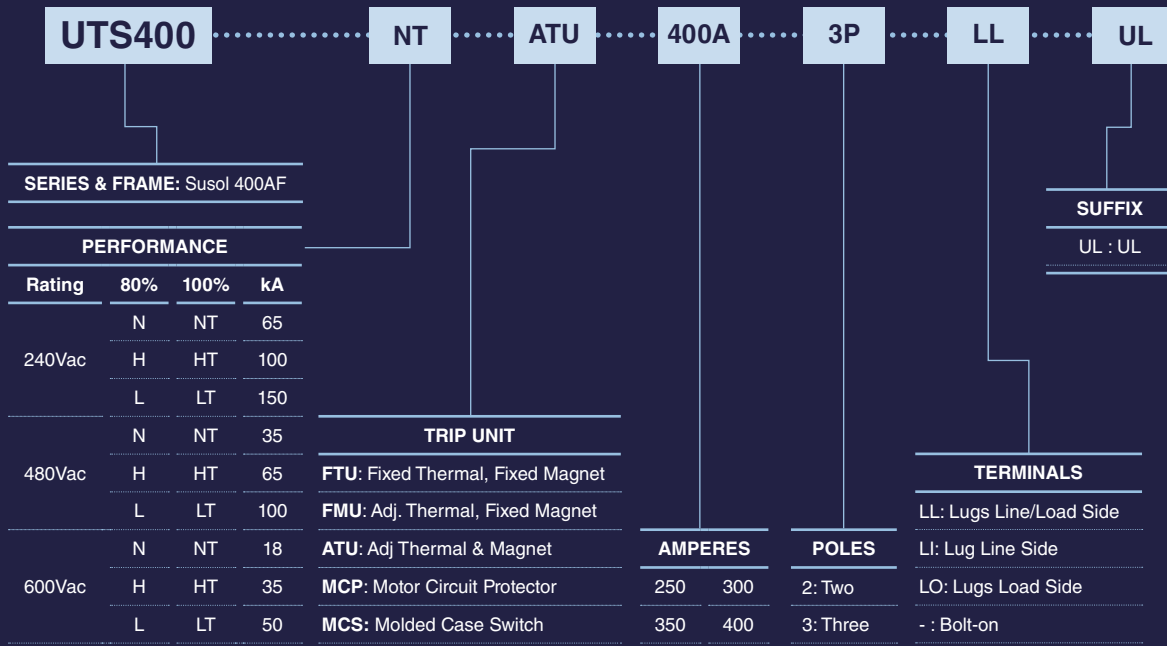 UTS400 NT ATU 400A 3P LL UL
SERIES & FRAME: Susol 400AF
PERFORMANCE
Rating 80% 100% kA
240Vac
N NT 65
H HT 100
L LT 150
480Vac
N NT 35
H HT 65
L LT 100
600Vac
N NT 18
H HT 35
L LT 50
TRIP UNIT
FTU: Fixed Thermal, Fixed Magnet
FMU: Adj. Thermal, Fixed Magnet
ATU: Adj Thermal & Magnet
MCP: Motor Circuit Protector
MCS: Molded Case Switch
AMPERES
250 300
350 400
POLES
2: Two
3: Three
TERMINALS
LL: Lugs Line/Load Side
LI: Lug Line Side
LO: Lugs Load Side
- : Bolt-on
SUFFIX
UL : UL